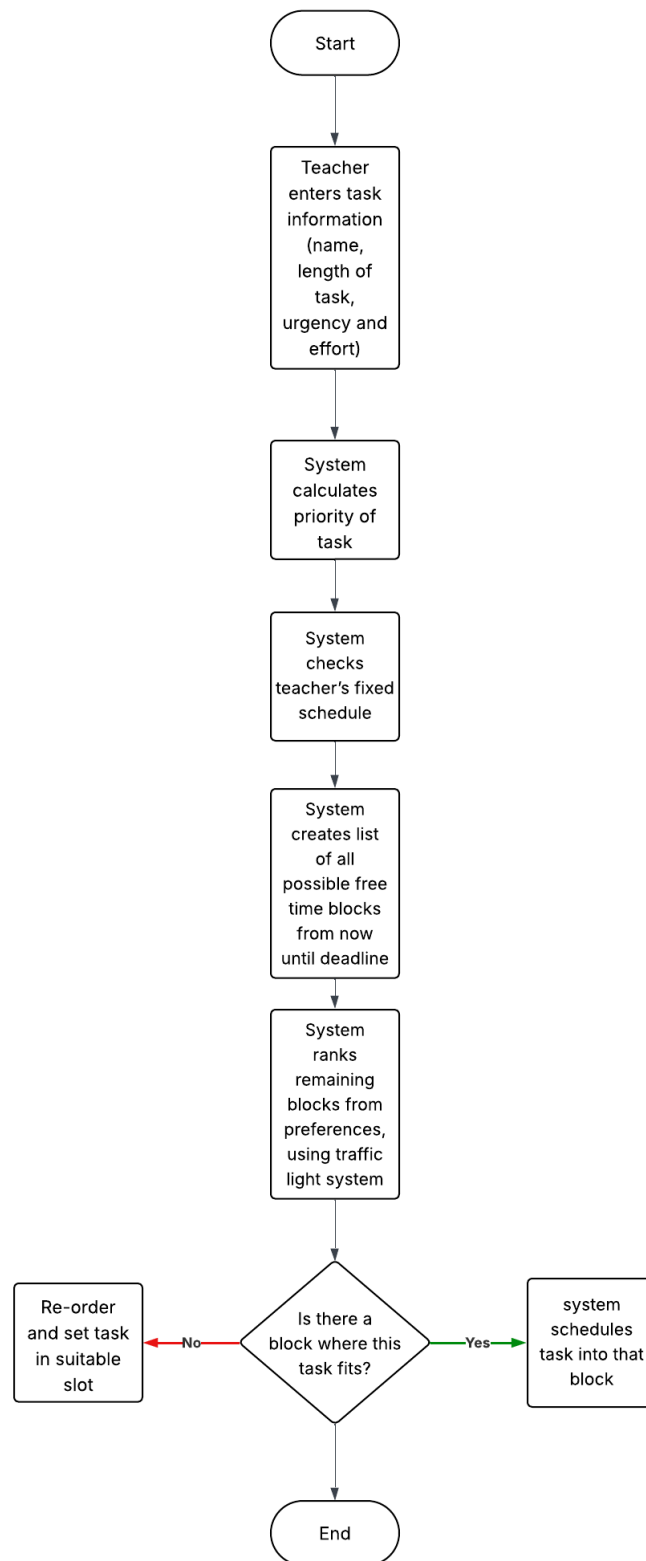 Start
Teacher
enters task
information
(name,
length of
task,
urgency and
effort)
System
calculates
priority of
task
System
checks
teacher’s fixed
schedule
System
creates list
of all
possible free
time blocks
from now
until deadline
System
ranks
remaining
blocks from
preferences,
using traffic
light system
Is there a
block where this
task fits?
No
Re-order
and set task
in suitable
slot
Yes
system
schedules
task into that
block
End